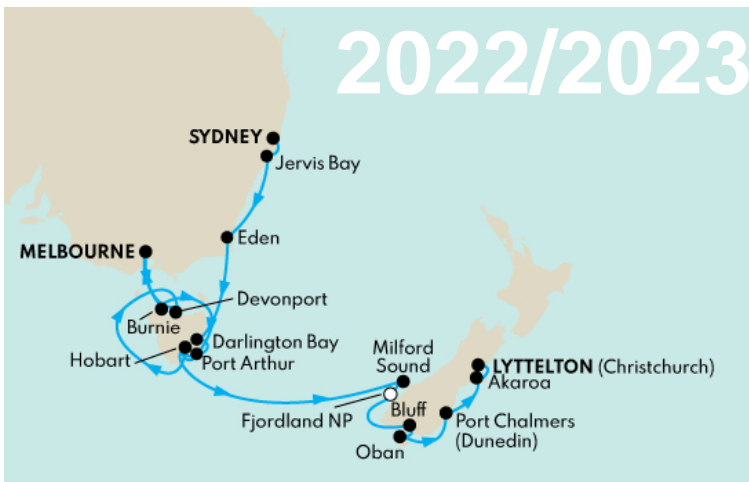 2022/2023
SYDNEY
Jervis Bay
Eden
MELBOURNE
Devonport
Burnie
Darlington Bay
Hobart
Port Arthur
Milford
Sound
LYTTELTON (Christchurch)
Akaroa
Fjordland NP
Bluff
Port Chalmers
(Dunedin)
Oban